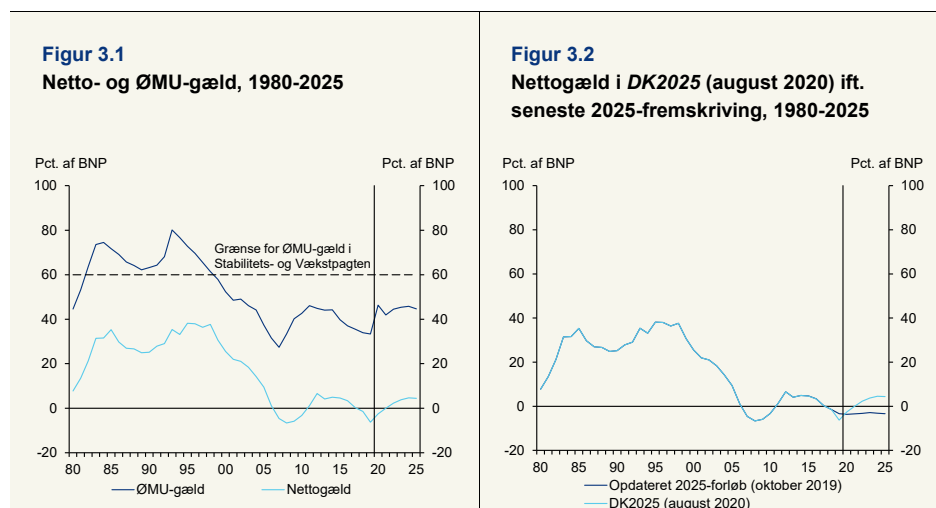 Figur 3.1
Netto- og ØMU-gæld, 1980-2025
Pct. af BNP Pct. af BNP
100 100
80 80
Grænse for ØMU-gæld i
Stabilitets- og Vækstpagten
60 60
40 40
20 20
0 0
-20 -20
80 85 90 95 00 05 10 15 20 25
ØMU-gæld Nettogæld
Figur 3.2
Nettogæld i DK2025 (august 2020) ift.
seneste 2025-fremskriving, 1980-2025
Pct. af BNP Pct. af BNP
100 100
80 80
60 60
40 40
20 20
0 0
-20 -20
80 85 90 95 00 05 10 15 20 25
Opdateret 2025-forløb (oktober 2019)
DK2025 (august 2020)